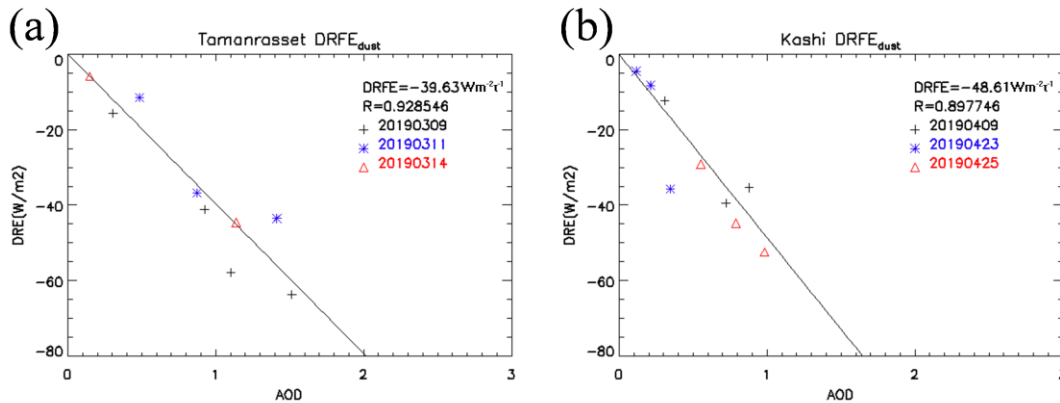 (a)
Tamanrasset DRFE_dust
DRFE=−39.63Wm⁻²τ⁻¹
R=0.928546
20190309
20190311
20190314
0
−20
−40
−60
−80
DRE(W/m2)
0 1 2 3
AOD
(b)
Kashi DRFE_dust
DRFE=−48.61Wm⁻²τ⁻¹
R=0.897746
20190409
20190423
20190425
0
−20
−40
−60
−80
DRE(W/m2)
0 1 2
AOD